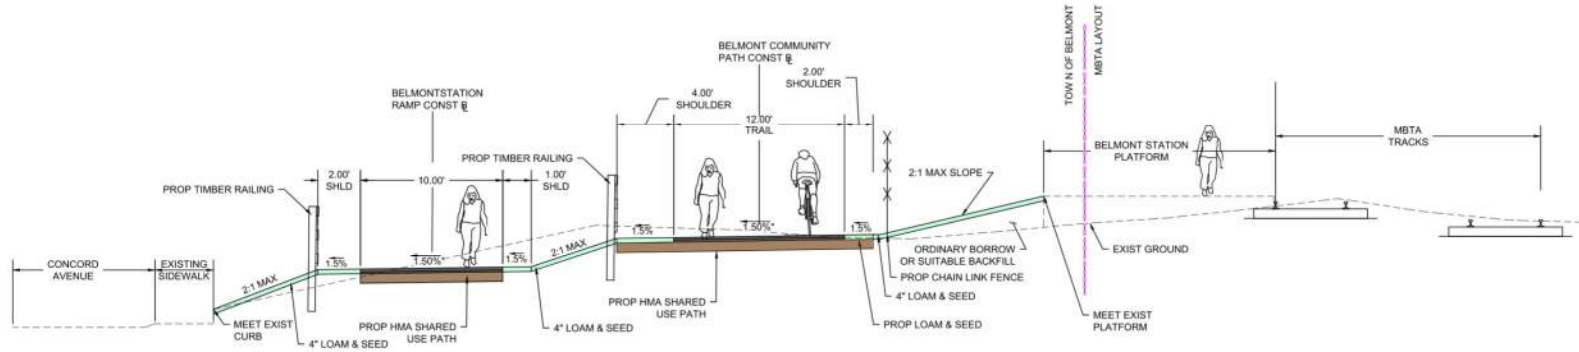 BELMONTSTATION
RAMP CONST ℄
BELMONT COMMUNITY
PATH CONST ℄
TOWN OF BELMONT
MBTA LAYOUT
2.00'
SHOULDER
4.00'
SHOULDER
12.00'
TRAIL
MBTA
TRACKS
BELMONT STATION
PLATFORM
PROP TIMBER RAILING
PROP TIMBER RAILING
2.00'
SHLD
10.00'
1.00'
SHLD
2:1 MAX SLOPE
1.5%
1.50%*
1.5%
2:1 MAX
1.5%
1.50%*
1.5%
ORDINARY BORROW
OR SUITABLE BACKFILL
EXIST GROUND
CONCORD
AVENUE
EXISTING
SIDEWALK
2:1 MAX
PROP CHAIN LINK FENCE
4" LOAM & SEED
PROP HMA SHARED
USE PATH
MEET EXIST
CURB
4" LOAM & SEED
PROP HMA SHARED
USE PATH
4" LOAM & SEED
PROP LOAM & SEED
MEET EXIST
PLATFORM